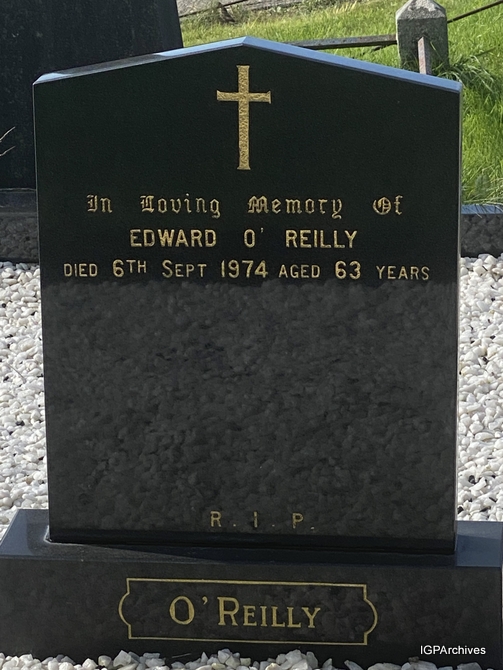 In Loving Memory Of
EDWARD O' REILLY
DIED 6TH SEPT 1974 AGED 63 YEARS
R. I. P.
O'REILLY
IGPArchives